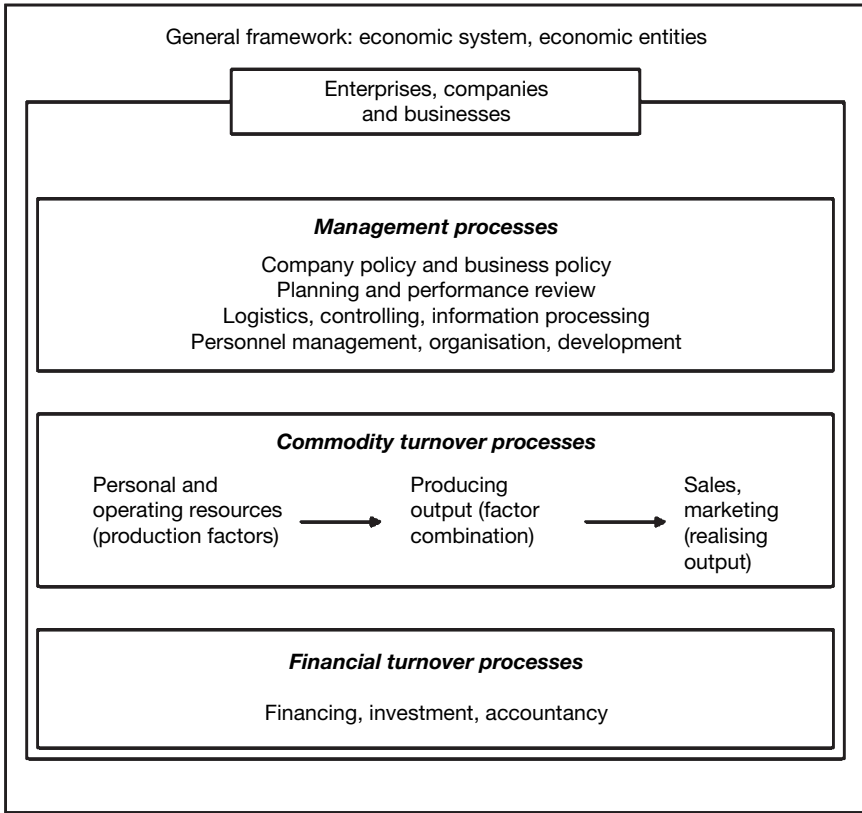 General framework: economic system, economic entities
Enterprises, companies
and businesses
Management processes
Company policy and business policy
Planning and performance review
Logistics, controlling, information processing
Personnel management, organisation, development
Commodity turnover processes
Personal and
operating resources
(production factors)
Producing
output (factor
combination)
Sales,
marketing
(realising
output)
Financial turnover processes
Financing, investment, accountancy